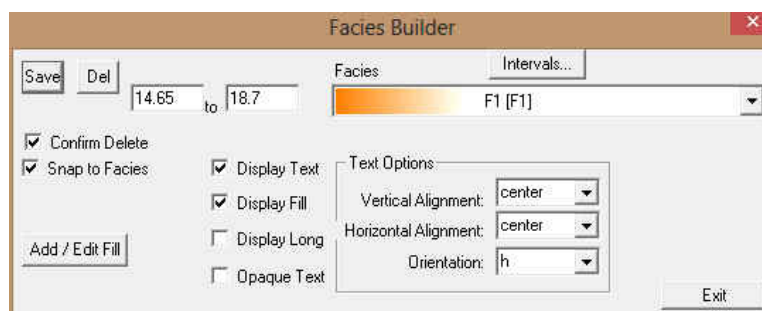 Facies Builder
Save Del 14.65 to 18.7
Facies Intervals...
F1 [F1]
Confirm Delete
Snap to Facies
Add / Edit Fill
Display Text
Display Fill
Display Long
Opaque Text
Text Options
Vertical Alignment: center
Horizontal Alignment: center
Orientation: h
Exit